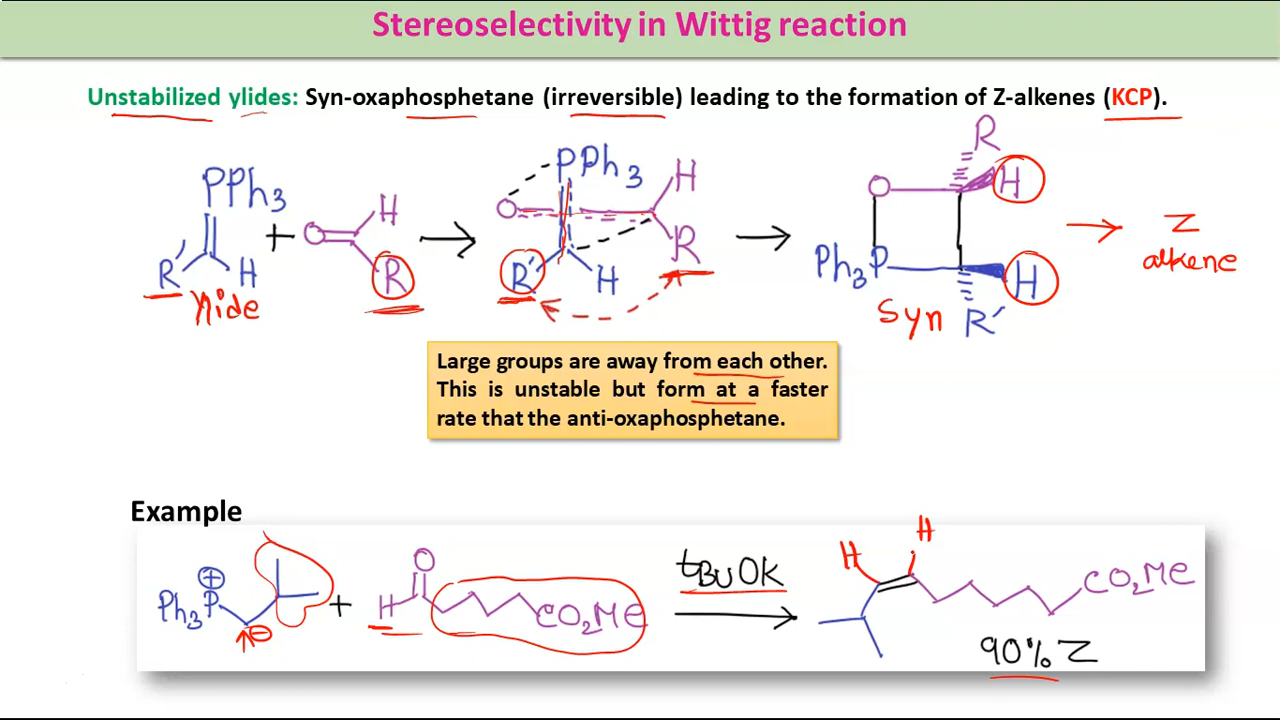 Stereoselectivity in Wittig reaction
Unstabilized ylides: Syn-oxaphosphetane (irreversible) leading to the formation of Z-alkenes (KCP).
PPh3
R' H
Ylide
+
O H
R
PPh3
O H
R' H R
O R
H
Ph3P H
Syn R'
Z
alkene
Large groups are away from each other.
This is unstable but form at a faster
rate that the anti-oxaphosphetane.
Example
Ph3P ⊕
⊖
+
O
H CO2Me
tBuOK
H H
CO2Me
90% Z